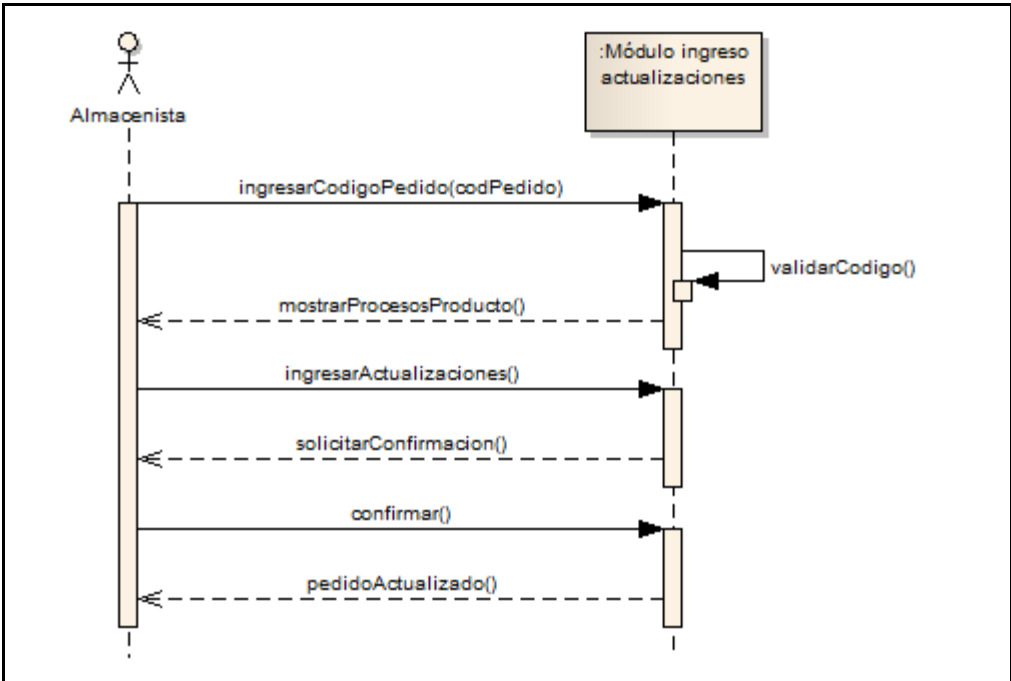 :Módulo ingreso
actualizaciones
Almacenista
ingresarCodigoPedido(codPedido)
validarCodigo()
mostrarProcesosProducto()
ingresarActualizaciones()
solicitarConfirmacion()
confirmar()
pedidoActualizado()